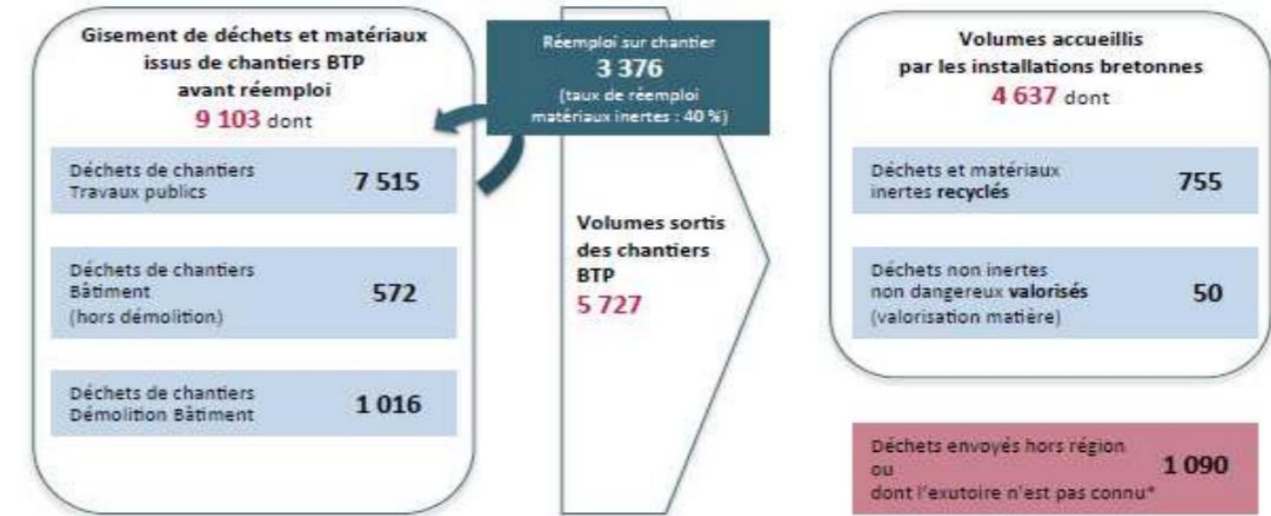 Gisement de déchets et matériaux
issus de chantiers BTP
avant réemploi
9 103 dont
Déchets de chantiers
Travaux publics
7 515
Déchets de chantiers
Bâtiment
(hors démolition)
572
Déchets de chantiers
Démolition Bâtiment
1 016
Réemploi sur chantier
3 376
(taux de réemploi
matériaux inertes : 40 %)
Volumes sortis
des chantiers
BTP
5 727
Volumes accueillis
par les installations bretonnes
4 637 dont
Déchets et matériaux
inertes recyclés
755
Déchets non inertes
non dangereux valorisés
(valorisation matière)
50
Déchets envoyés hors région
ou
dont l'exutoire n'est pas connu*
1 090